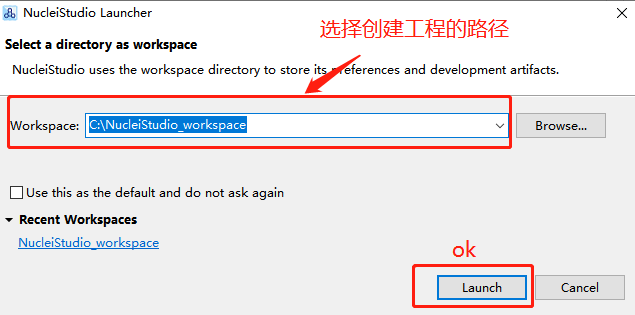 NucleiStudio Launcher
选择创建工程的路径
Select a directory as workspace
NucleiStudio uses the workspace directory to store its preferences and development artifacts.
Workspace: C:\NucleiStudio_workspace Browse...
Use this as the default and do not ask again
Recent Workspaces
NucleiStudio_workspace
ok
Launch Cancel